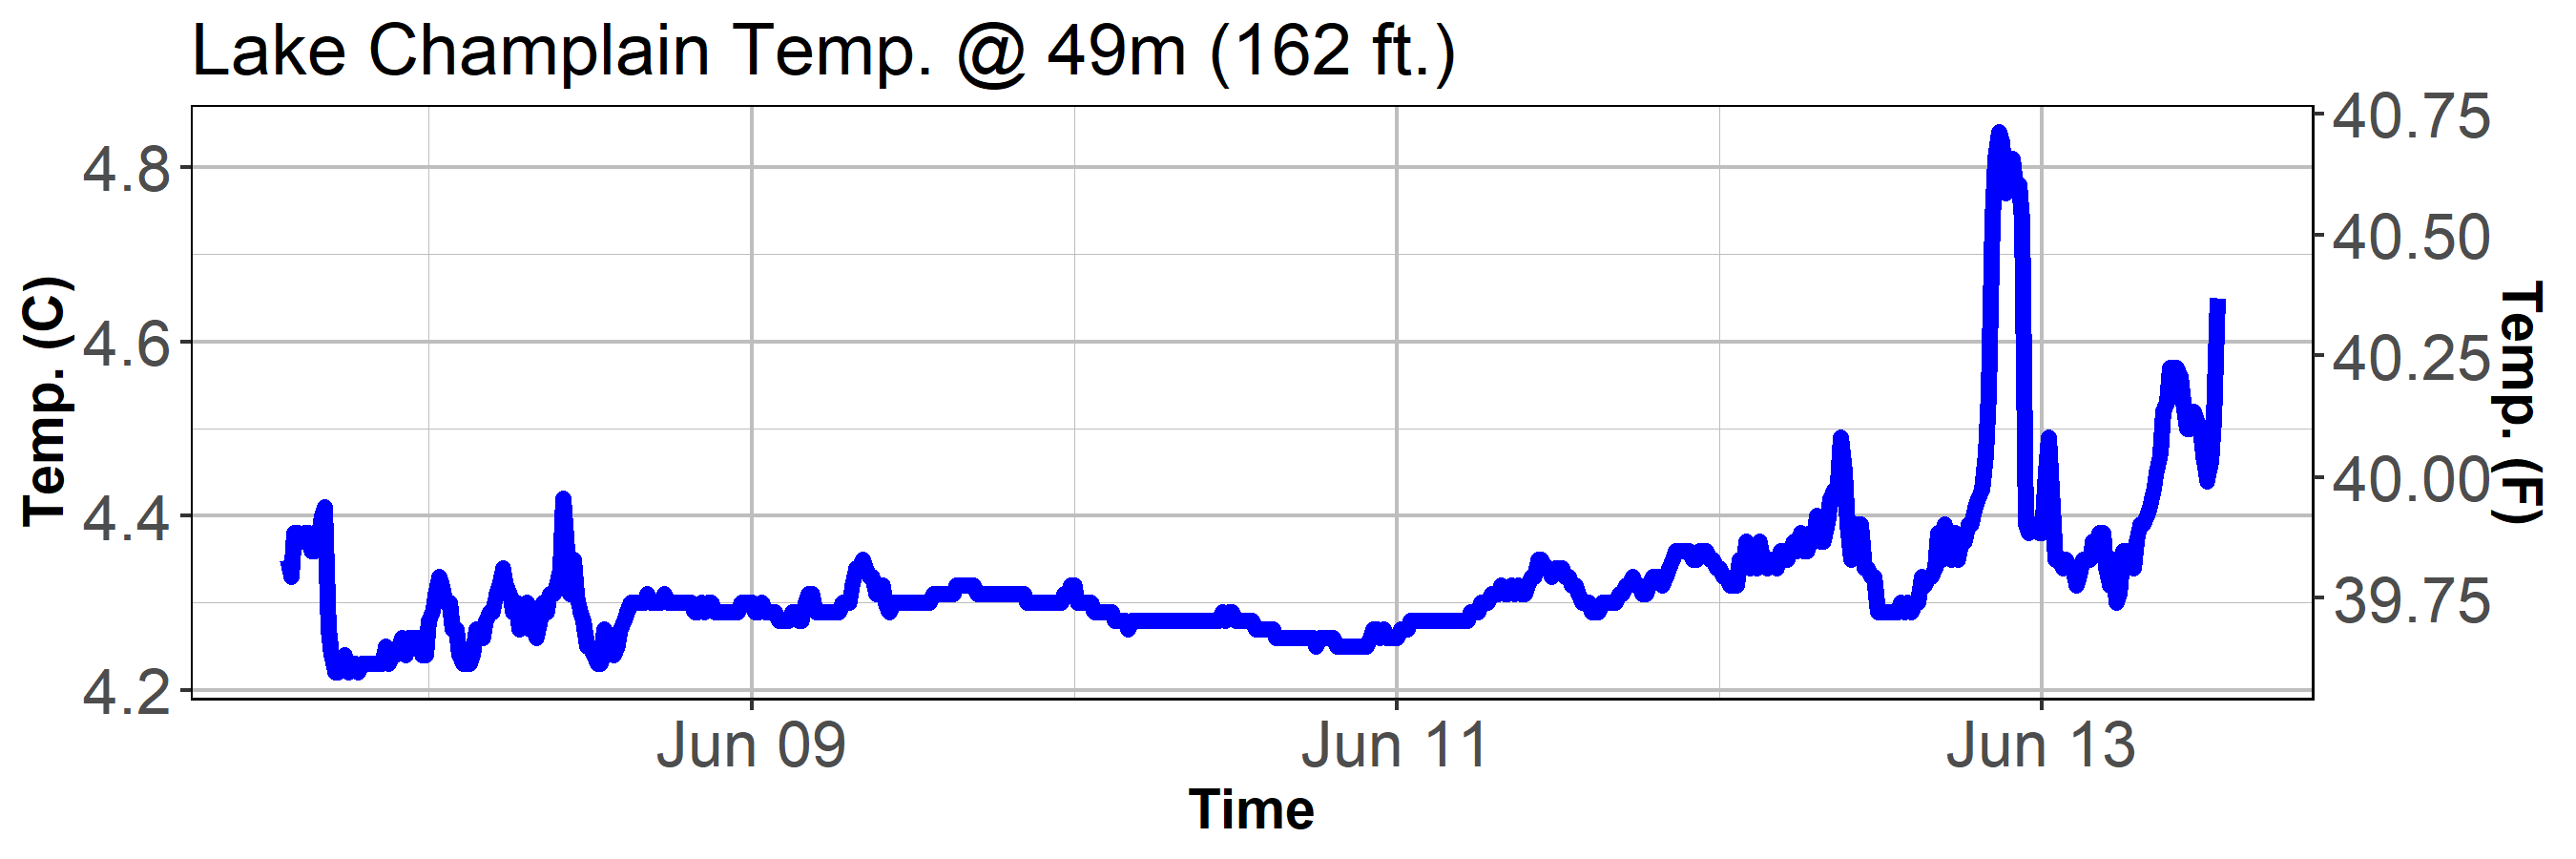 Lake Champlain Temp. @ 49m (162 ft.)
Temp. (C)
4.8
4.6
4.4
4.2
40.75
40.50
40.25
40.00
39.75
Temp. (F)
Jun 09
Jun 11
Jun 13
Time